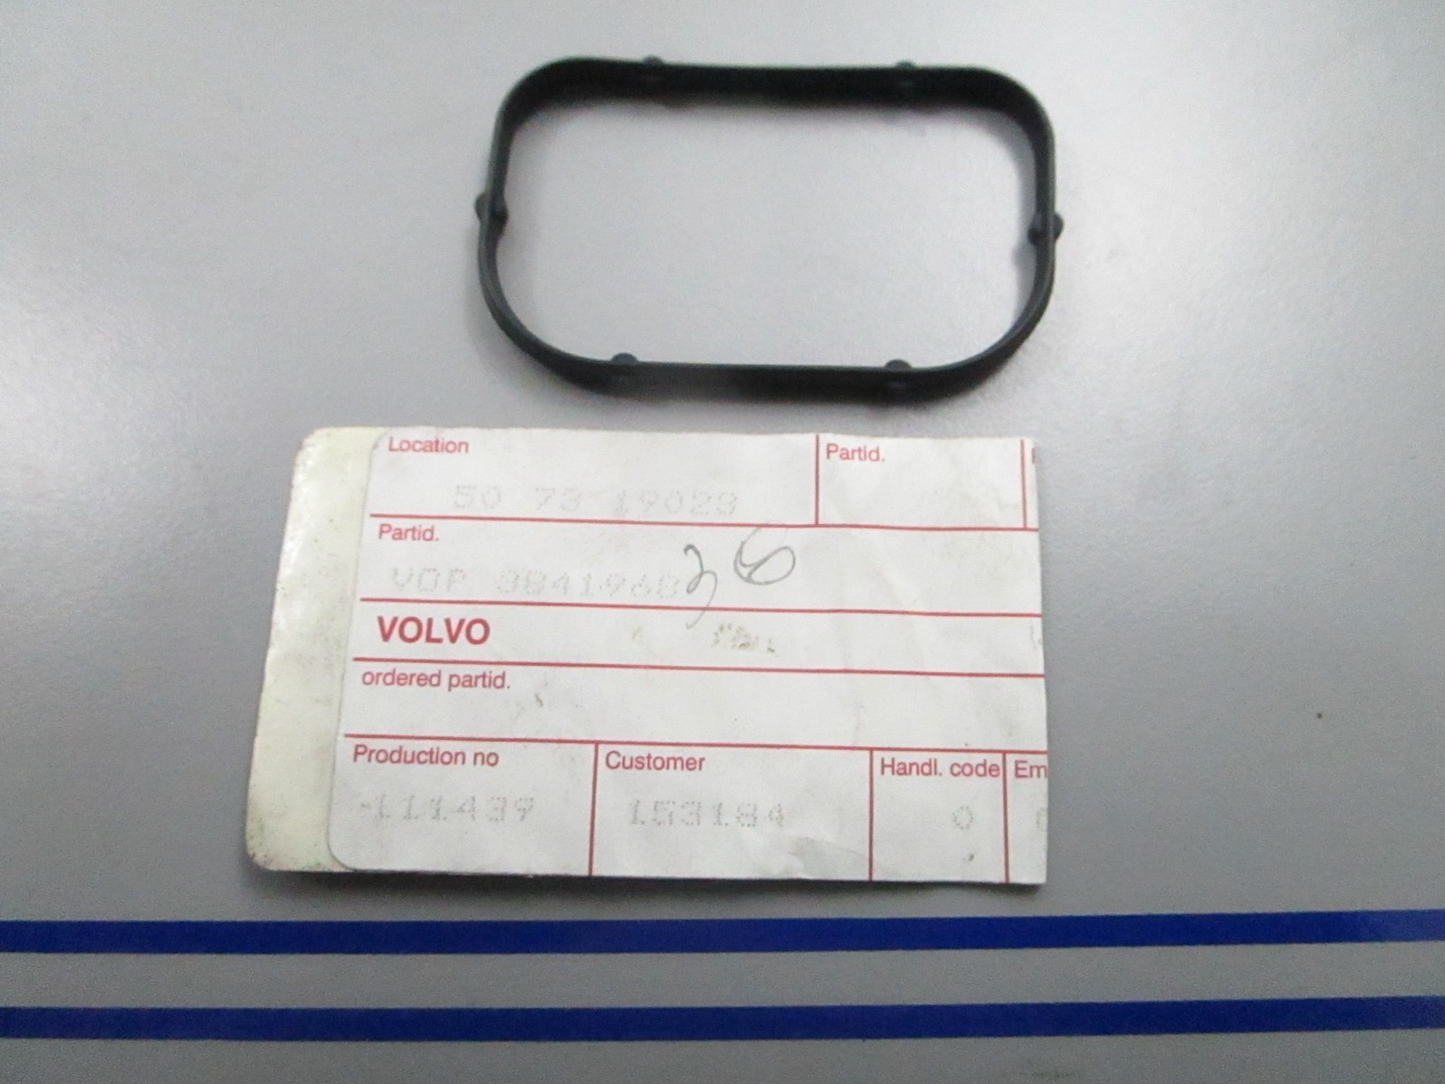 Location Partid.
50 73 19023
Partid.
VOP 3841968
VOLVO
ordered partid.
Production no Customer Handl. code Em
-111439 153184 0